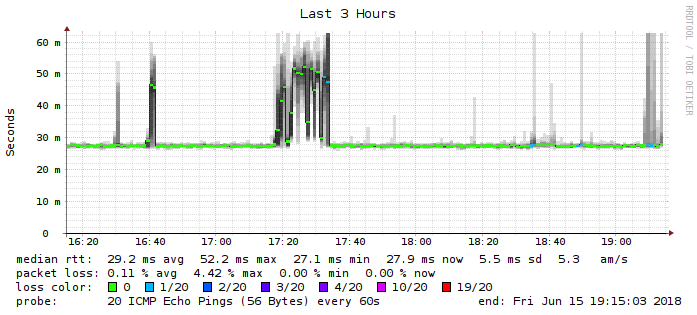 Last 3 Hours
RRDTOOL / TOBI OETIKER
Seconds
60 m
50 m
40 m
30 m
20 m
10 m
0
16:20 16:40 17:00 17:20 17:40 18:00 18:20 18:40 19:00
median rtt: 29.2 ms avg 52.2 ms max 27.1 ms min 27.9 ms now 5.5 ms sd 5.3 am/s
packet loss: 0.11 % avg 4.42 % max 0.00 % min 0.00 % now
loss color: 0 1/20 2/20 3/20 4/20 10/20 19/20
probe: 20 ICMP Echo Pings (56 Bytes) every 60s end: Fri Jun 15 19:15:03 2018